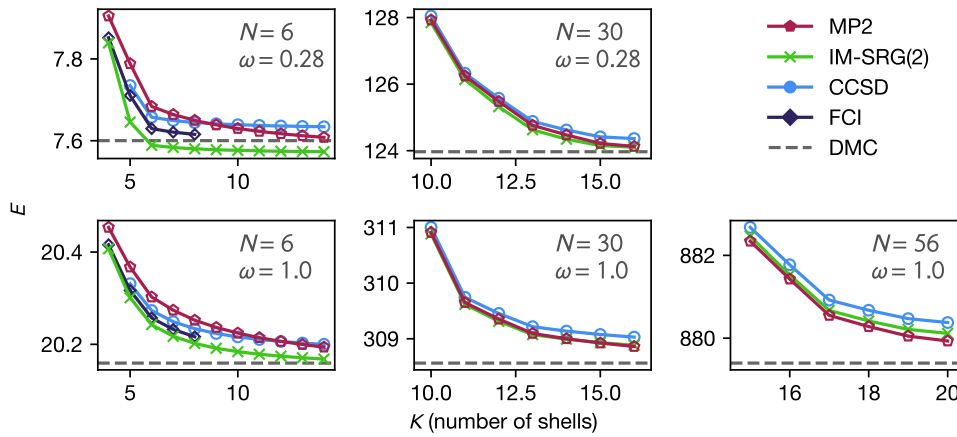 7.8
7.6
5
10
N = 6
ω = 0.28
128
126
124
10.0
12.5
15.0
N = 30
ω = 0.28
MP2
IM-SRG(2)
CCSD
FCI
DMC
E
20.4
20.2
5
10
N = 6
ω = 1.0
311
310
309
10.0
12.5
15.0
N = 30
ω = 1.0
882
880
16
18
20
N = 56
ω = 1.0
K (number of shells)